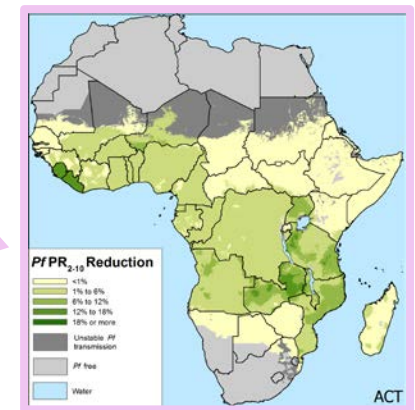 Pf PR2-10 Reduction
<1%
1% to 6%
6% to 12%
12% to 18%
18% or more
Unstable Pf
transmission
Pf free
Water
ACT